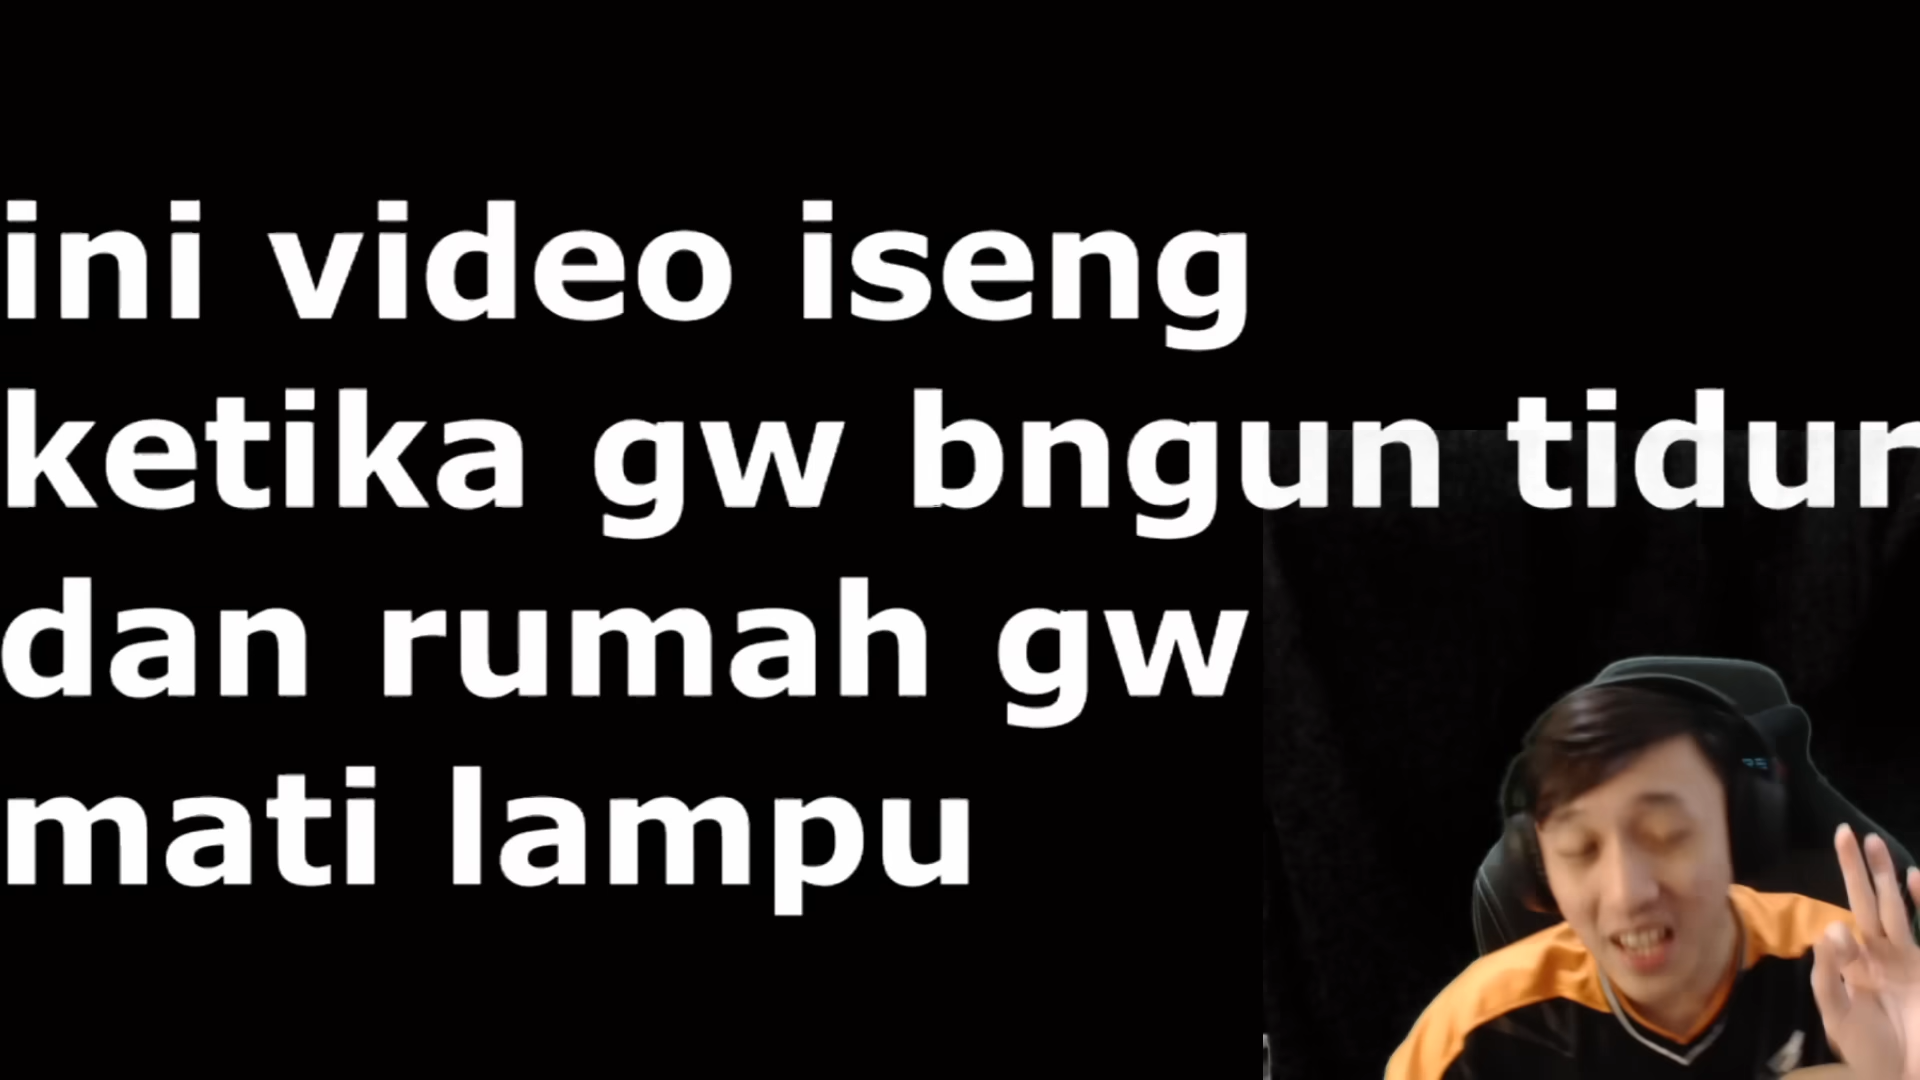 ini video iseng
ketika gw bngun tidur
dan rumah gw
mati lampu